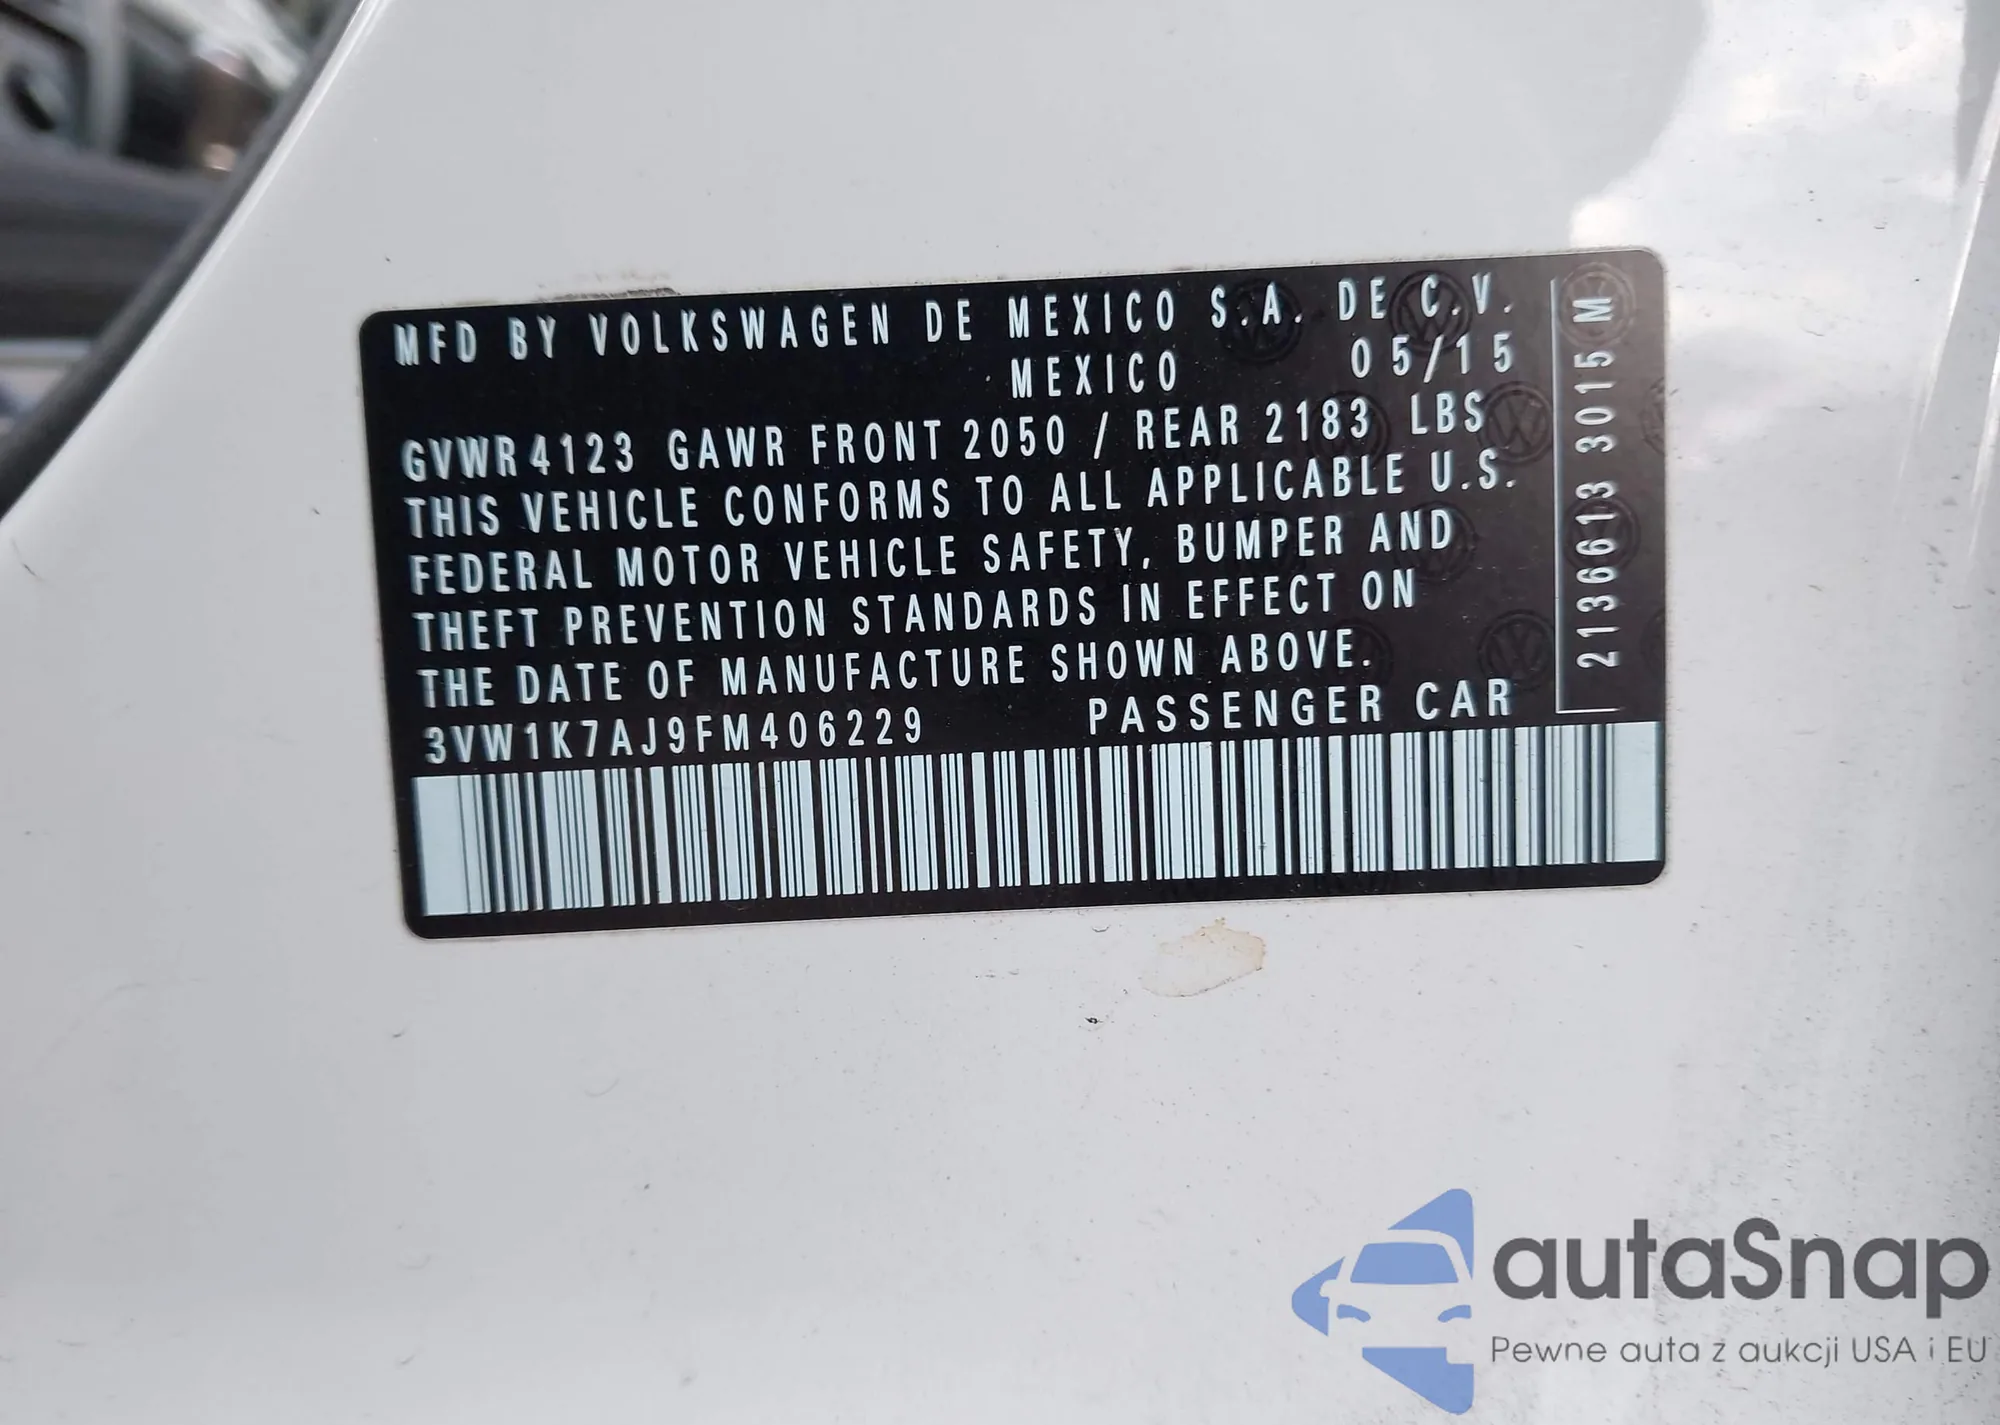 MFD BY VOLKSWAGEN DE MEXICO S.A. DE C.V.
MEXICO 05/15
GVWR 4123 GAWR FRONT 2050 / REAR 2183 LBS
THIS VEHICLE CONFORMS TO ALL APPLICABLE U.S.
FEDERAL MOTOR VEHICLE SAFETY, BUMPER AND
THEFT PREVENTION STANDARDS IN EFFECT ON
THE DATE OF MANUFACTURE SHOWN ABOVE.
3VW1K7AJ9FM406229 PASSENGER CAR
2136613 3015 M
autaSnap
Pewne auta z aukcji USA i EU